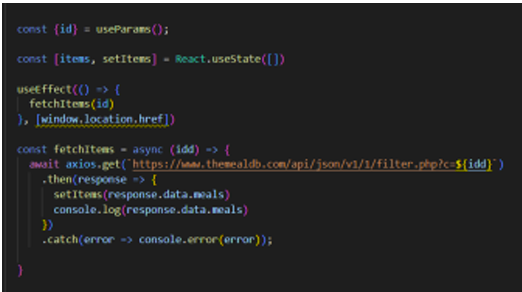 const {id} = useParams();
const [items, setItems] = React.useState([])
useEffect(() => {
fetchItems(id)
}, [window.location.href])
const fetchItems = async (idd) => {
await axios.get(`https://www.themealdb.com/api/json/v1/1/filter.php?c=${idd}`)
.then(response => {
setItems(response.data.meals)
console.log(response.data.meals)
})
.catch(error => console.error(error));
}